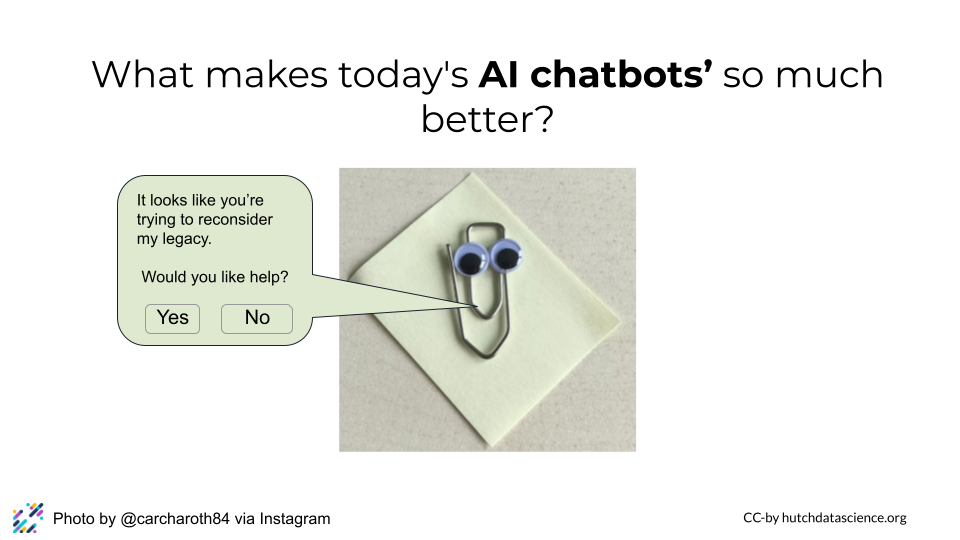 What makes today's AI chatbots’ so much
better?
It looks like you’re
trying to reconsider
my legacy.
Would you like help?
Yes No
Photo by @carcharoth84 via Instagram
CC-by hutchdatascience.org